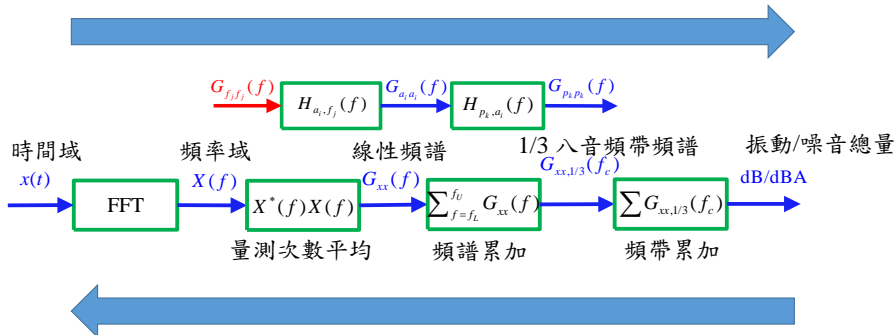 G_{f_j f_j}(f)
H_{a_i, f_j}(f)
G_{a_i a_i}(f)
H_{p_k, a_i}(f)
G_{p_k p_k}(f)
時間域
頻率域
線性頻譜
1/3 八音頻帶頻譜
振動/噪音總量
x(t)
X(f)
G_{xx}(f)
G_{xx,1/3}(f_c)
dB/dBA
FFT
X^*(f)X(f)
\sum_{f=f_L}^{f_U} G_{xx}(f)
\sum G_{xx,1/3}(f_c)
量測次數平均
頻譜累加
頻帶累加